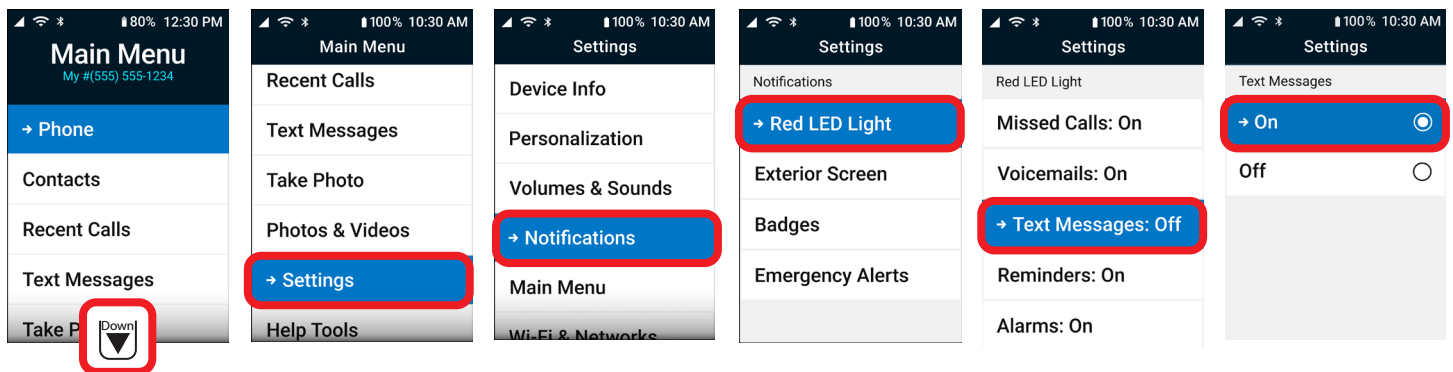 80% 12:30 PM
Main Menu
My #(555) 555-1234
→ Phone
Contacts
Recent Calls
Text Messages
Take P
Down
100% 10:30 AM
Main Menu
Recent Calls
Text Messages
Take Photo
Photos & Videos
→ Settings
Help Tools
100% 10:30 AM
Settings
Device Info
Personalization
Volumes & Sounds
→ Notifications
Main Menu
Wi-Fi & Networks
100% 10:30 AM
Settings
Notifications
→ Red LED Light
Exterior Screen
Badges
Emergency Alerts
100% 10:30 AM
Settings
Red LED Light
Missed Calls: On
Voicemails: On
→ Text Messages: Off
Reminders: On
Alarms: On
100% 10:30 AM
Settings
Text Messages
→ On
Off